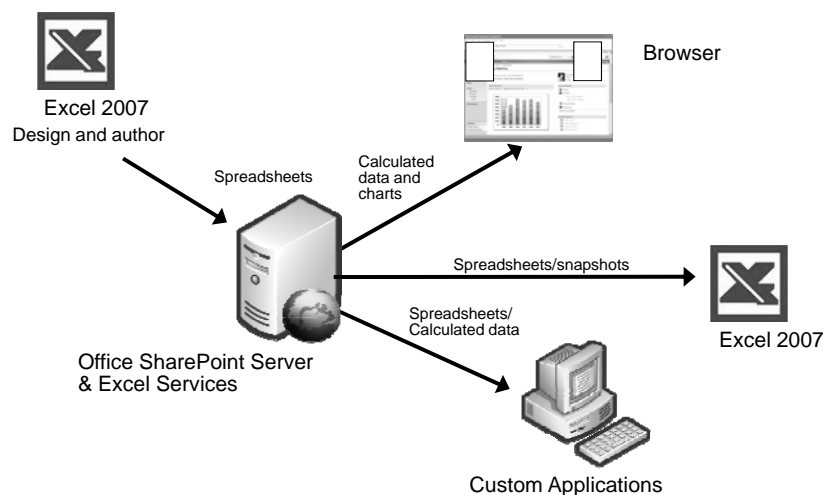 Excel 2007
Design and author
Browser
Spreadsheets
Calculated
data and
charts
Spreadsheets/snapshots
Excel 2007
Spreadsheets/
Calculated data
Office SharePoint Server
& Excel Services
Custom Applications